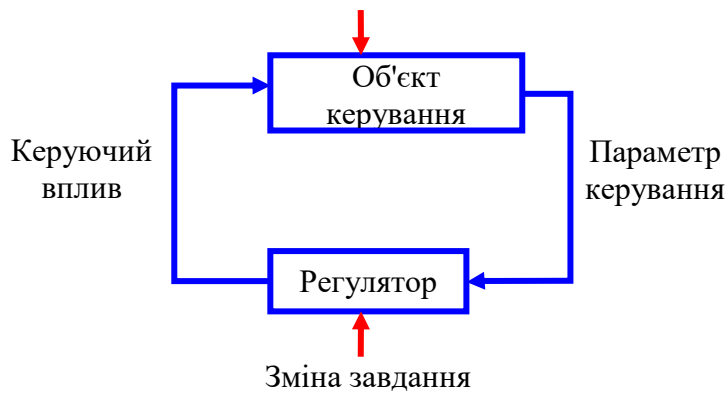 Об'єкт
керування
Керуючий
вплив
Параметр
керування
Регулятор
Зміна завдання